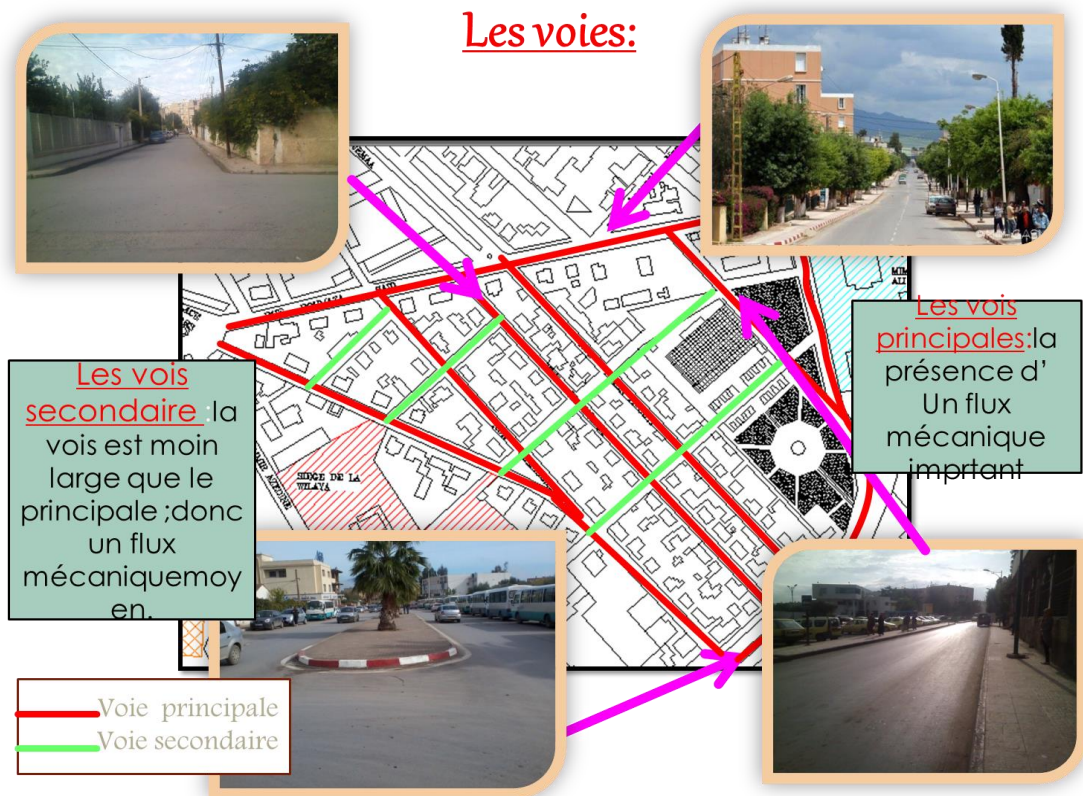 Les voies:
Les vois
principales:la
présence d’
Un flux
mécanique
imprtant
Les vois
secondaire :la
vois est moin
large que le
principale ;donc
un flux
mécaniquemoy
en.
SIEGE DE LA
WILAYA
Voie principale
Voie secondaire